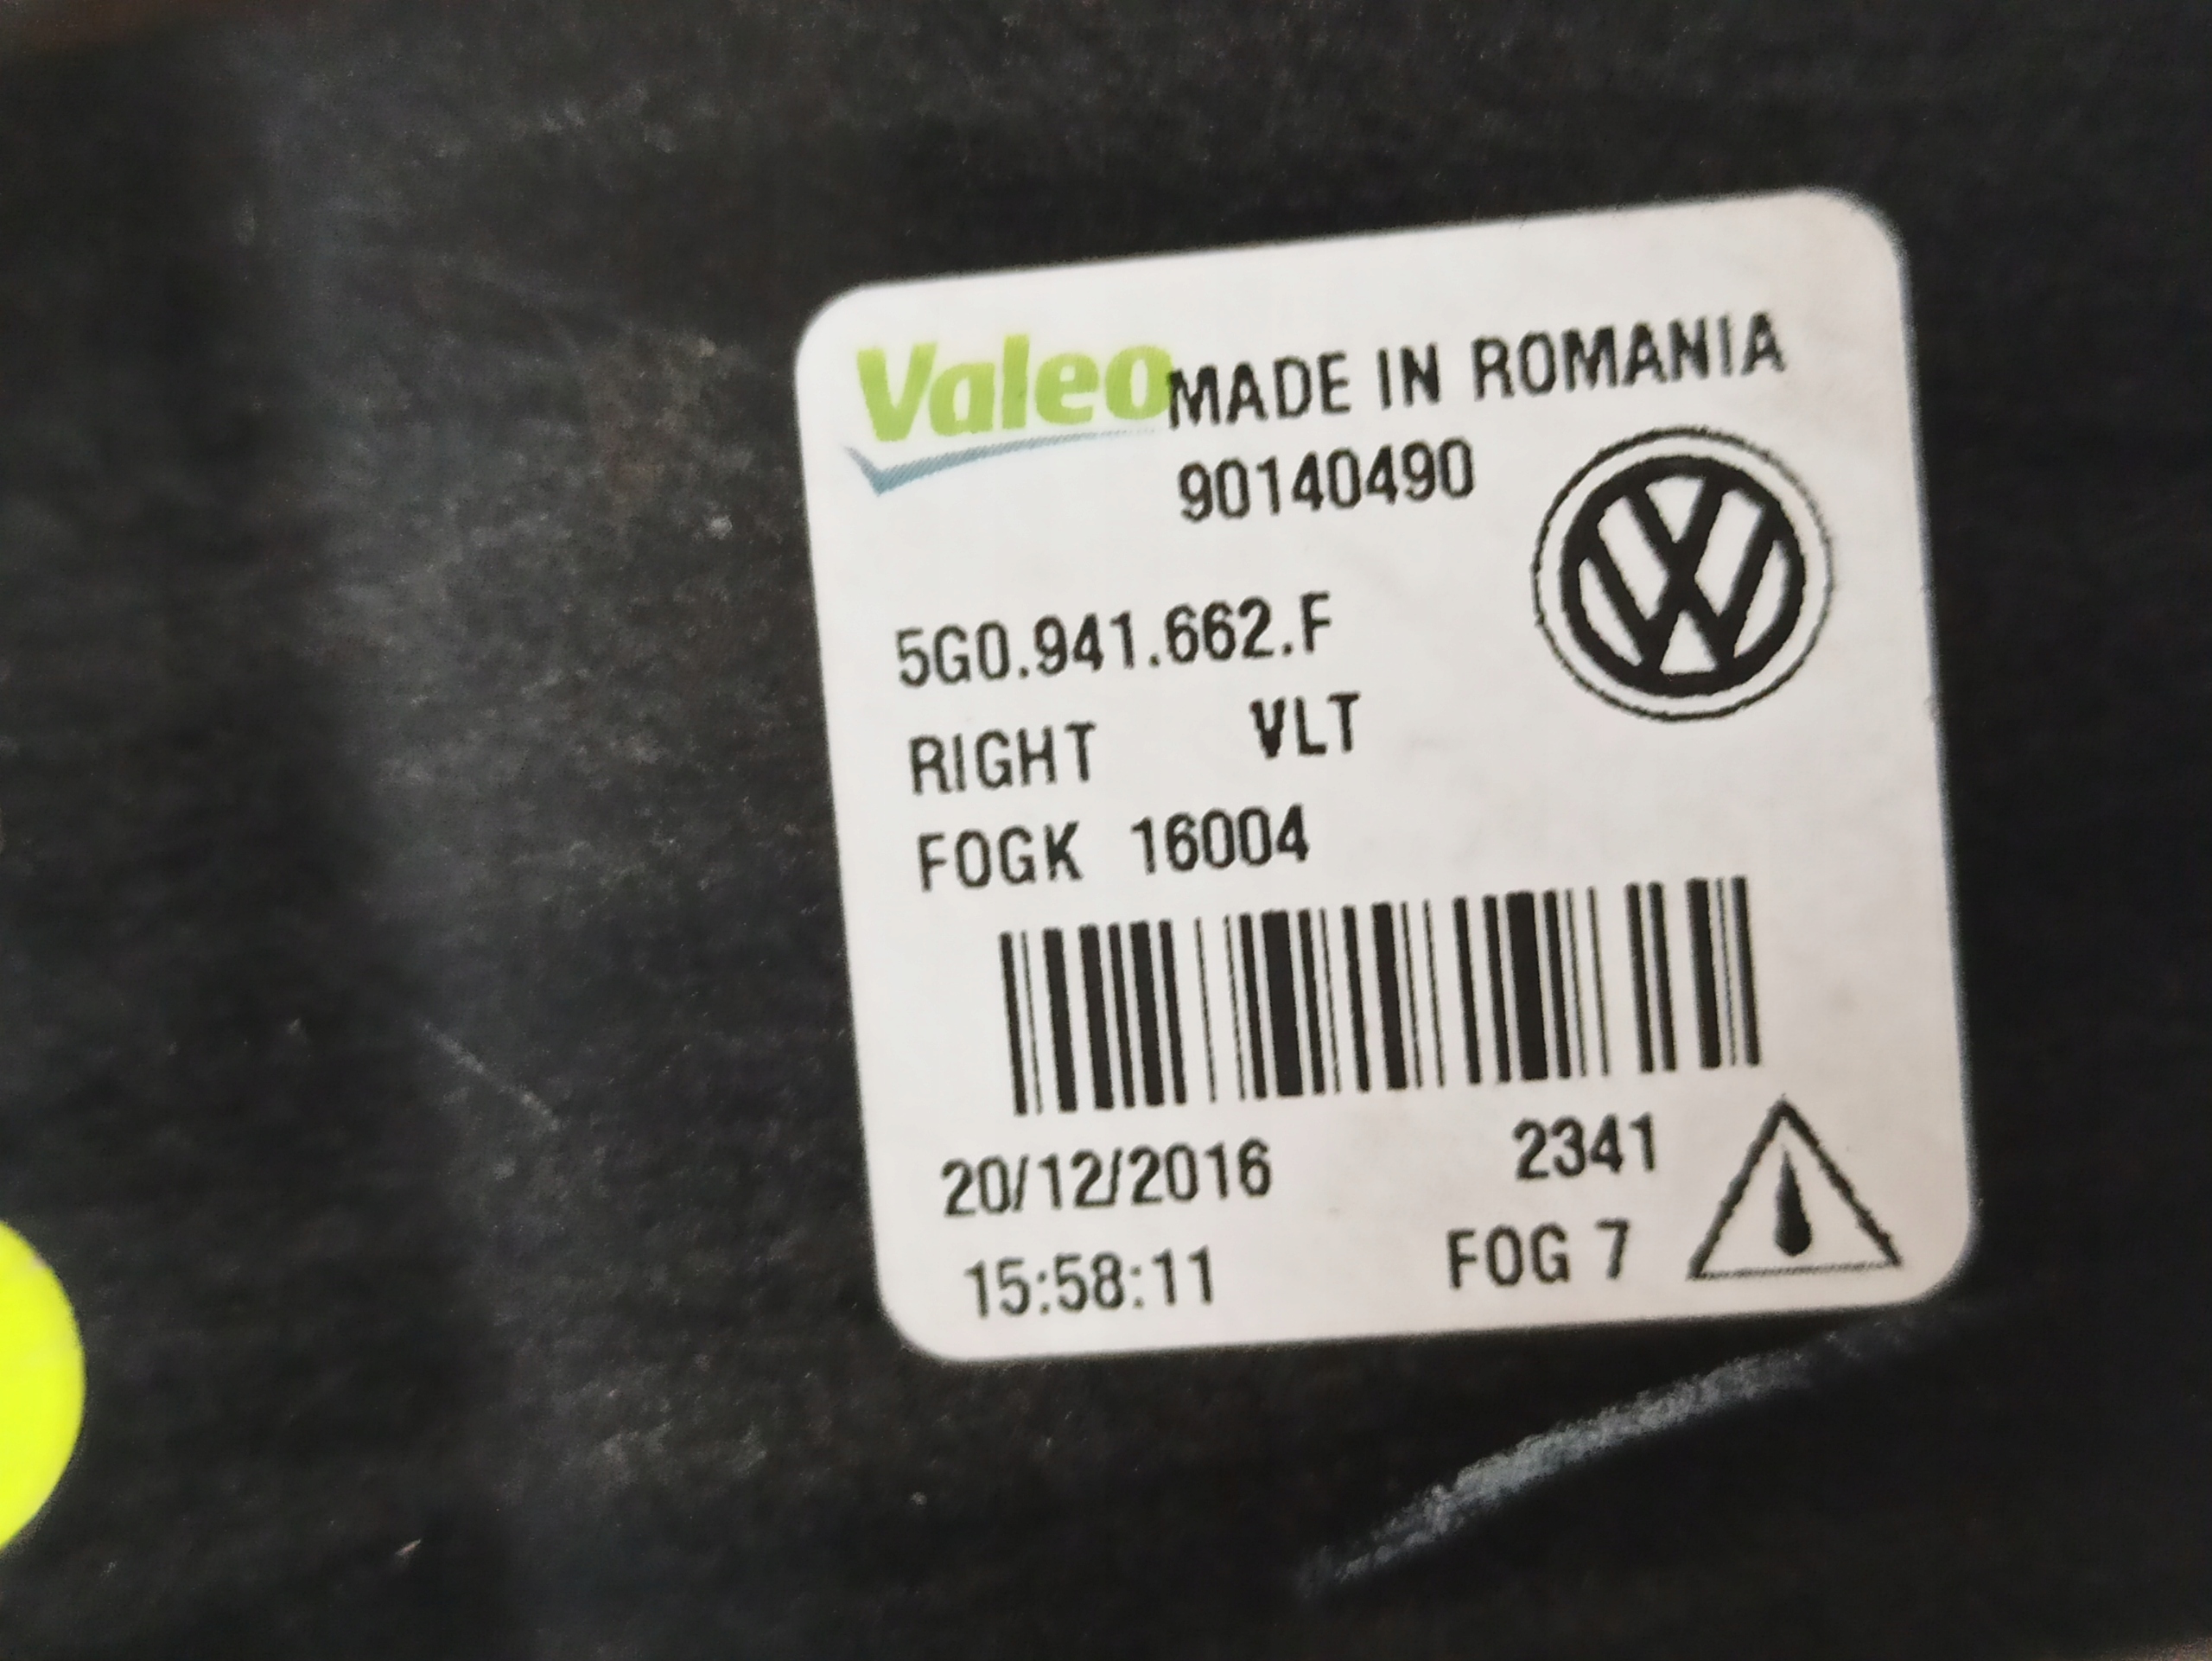 Valeo MADE IN ROMANIA
90140490
5G0.941.662.F
RIGHT VLT
FOGK 16004
20/12/2016 2341
15:58:11 FOG 7